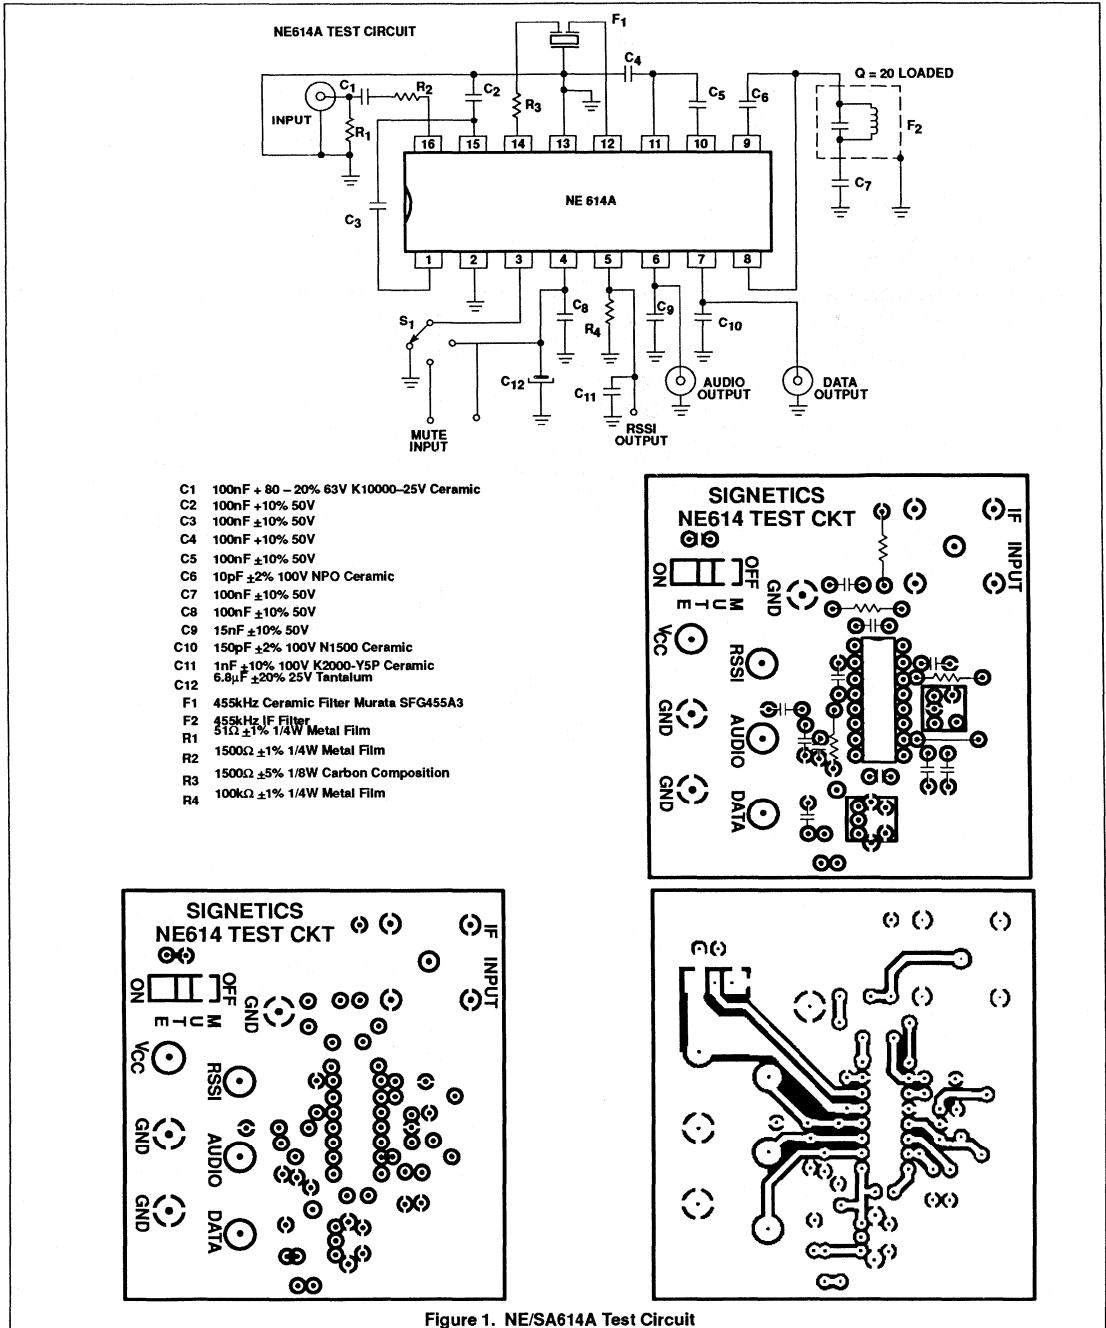 NE614A TEST CIRCUIT
F1
C4
Q = 20 LOADED
C1
R2
C2
R3
C5
C6
F2
INPUT
R1
16 15 14 13 12 11 10 9
C7
NE 614A
C3
1 2 3 4 5 6 7 8
S1
C8
R4
C9
C10
C12
C11
AUDIO OUTPUT
DATA OUTPUT
MUTE INPUT
RSSI OUTPUT
C1 100nF + 80 – 20% 63V K10000–25V Ceramic
C2 100nF +10% 50V
C3 100nF ±10% 50V
C4 100nF +10% 50V
C5 100nF ±10% 50V
C6 10pF ±2% 100V NPO Ceramic
C7 100nF ±10% 50V
C8 100nF ±10% 50V
C9 15nF ±10% 50V
C10 150pF ±2% 100V N1500 Ceramic
C11 1nF ±10% 100V K2000-Y5P Ceramic
C12 6.8µF ±20% 25V Tantalum
F1 455kHz Ceramic Filter Murata SFG455A3
F2 455kHz IF Filter
R1 51Ω ±1% 1/4W Metal Film
R2 1500Ω ±1% 1/4W Metal Film
R3 1500Ω ±5% 1/8W Carbon Composition
R4 100kΩ ±1% 1/4W Metal Film
SIGNETICS
NE614 TEST CKT
IF INPUT
ON
OFF
MUTE
GND
VCC
RSSI
GND
AUDIO
GND
DATA
SIGNETICS
NE614 TEST CKT
IF INPUT
ON
OFF
MUTE
GND
VCC
RSSI
GND
AUDIO
GND
DATA
Figure 1. NE/SA614A Test Circuit